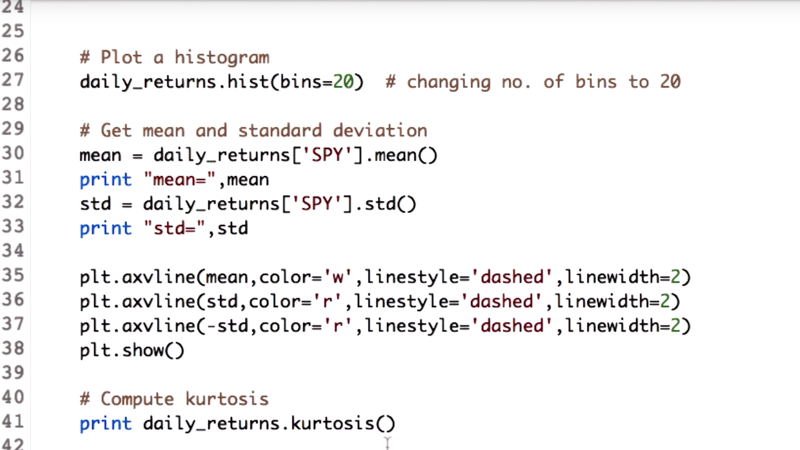 24
25
26 # Plot a histogram
27 daily_returns.hist(bins=20)  # changing no. of bins to 20
28
29 # Get mean and standard deviation
30 mean = daily_returns['SPY'].mean()
31 print "mean=",mean
32 std = daily_returns['SPY'].std()
33 print "std=",std
34
35 plt.axvline(mean,color='w',linestyle='dashed',linewidth=2)
36 plt.axvline(std,color='r',linestyle='dashed',linewidth=2)
37 plt.axvline(-std,color='r',linestyle='dashed',linewidth=2)
38 plt.show()
39
40 # Compute kurtosis
41 print daily_returns.kurtosis()
42